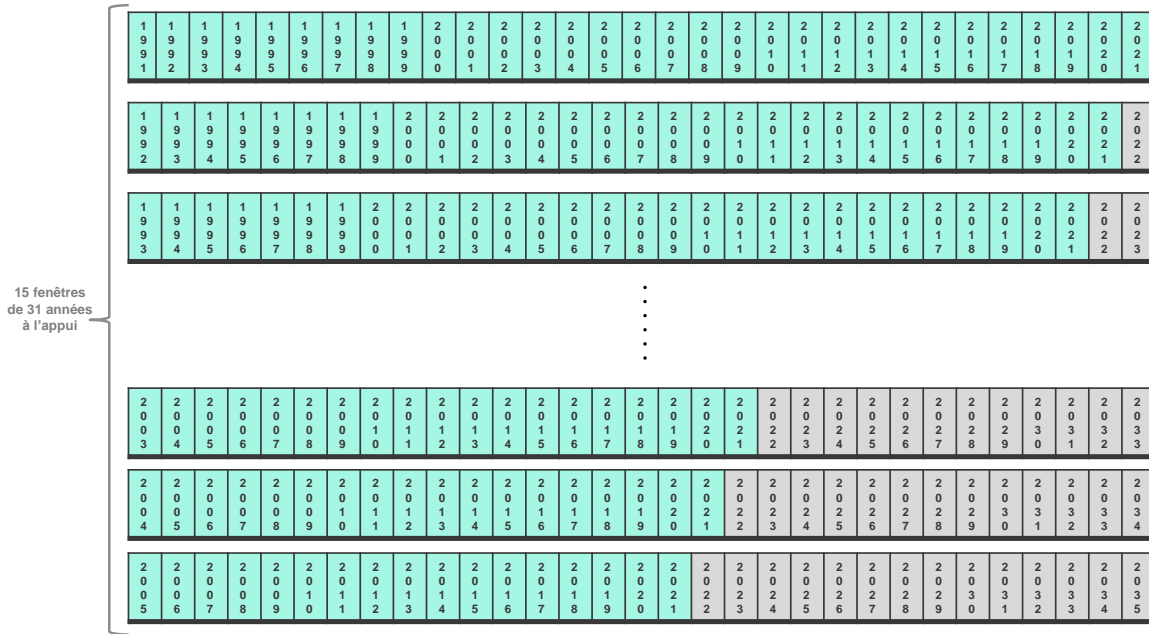 1991 1992 1993 1994 1995 1996 1997 1998 1999 2000 2001 2002 2003 2004 2005 2006 2007 2008 2009 2010 2011 2012 2013 2014 2015 2016 2017 2018 2019 2020 2021
1992 1993 1994 1995 1996 1997 1998 1999 2000 2001 2002 2003 2004 2005 2006 2007 2008 2009 2010 2011 2012 2013 2014 2015 2016 2017 2018 2019 2020 2021 2022
1993 1994 1995 1996 1997 1998 1999 2000 2001 2002 2003 2004 2005 2006 2007 2008 2009 2010 2011 2012 2013 2014 2015 2016 2017 2018 2019 2020 2021 2022 2023
15 fenêtres
de 31 années
à l'appui
2003 2004 2005 2006 2007 2008 2009 2010 2011 2012 2013 2014 2015 2016 2017 2018 2019 2020 2021 2022 2023 2024 2025 2026 2027 2028 2029 2030 2031 2032 2033
2004 2005 2006 2007 2008 2009 2010 2011 2012 2013 2014 2015 2016 2017 2018 2019 2020 2021 2022 2023 2024 2025 2026 2027 2028 2029 2030 2031 2032 2033 2034
2005 2006 2007 2008 2009 2010 2011 2012 2013 2014 2015 2016 2017 2018 2019 2020 2021 2022 2023 2024 2025 2026 2027 2028 2029 2030 2031 2032 2033 2034 2035